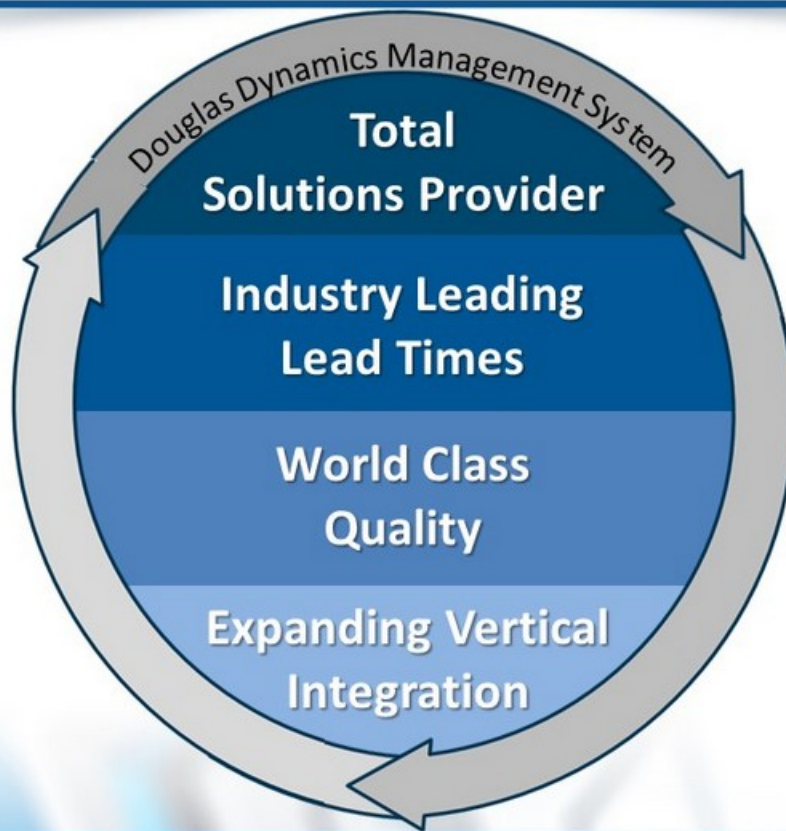 Douglas Dynamics Management System
Total
Solutions Provider
Industry Leading
Lead Times
World Class
Quality
Expanding Vertical
Integration